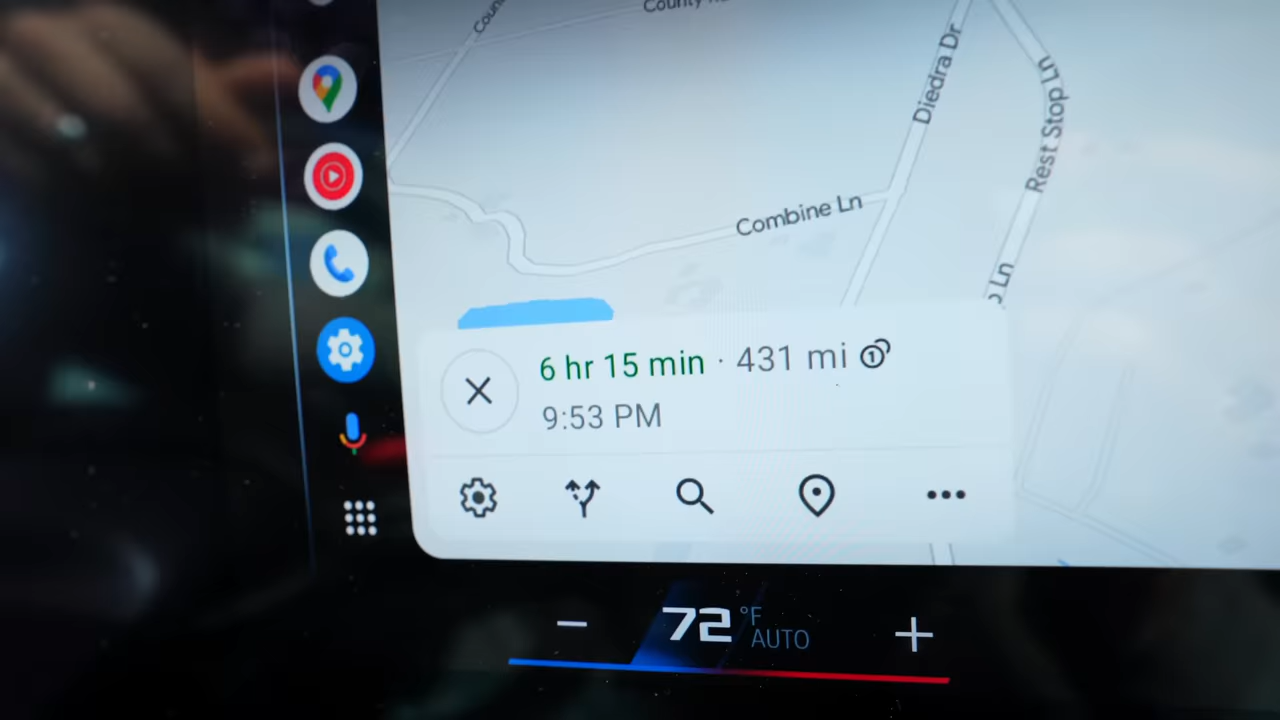 Diedra Dr
Rest Stop Ln
Combine Ln
Ln
6 hr 15 min · 431 mi
9:53 PM
72 °F
AUTO